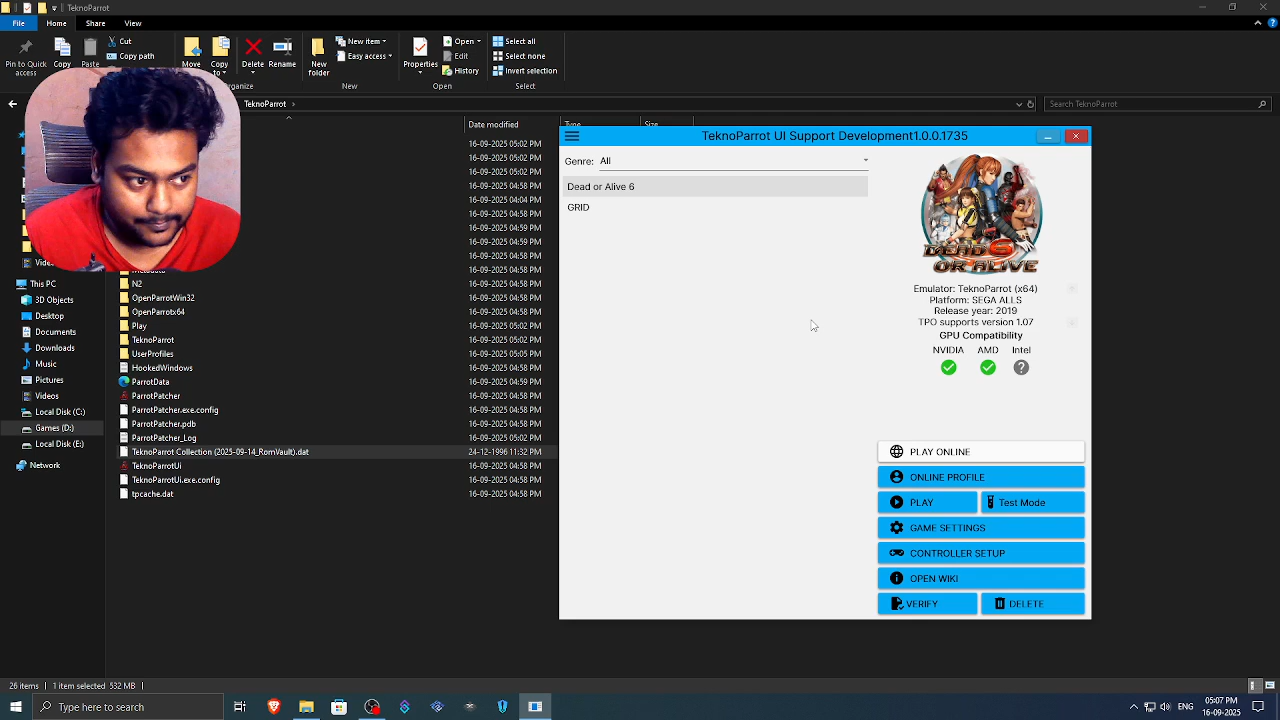 TeknoParrot
File
Home
Share
View
Pin to Quick access
Copy
Paste
Cut
Copy path
Move
Copy
Delete
Rename
New folder
New item
Easy access
Properties
Open
Edit
History
Select all
Select none
Invert selection
New
Open
Select
TeknoParrot
Search TeknoParrot
Date modified
Type
Size
16-09-2025 05:02 PM
16-09-2025 04:58 PM
16-09-2025 04:04 PM
16-09-2025 04:59 PM
16-09-2025 05:02 PM
16-09-2025 04:59 PM
16-09-2025 04:58 PM
16-09-2025 04:58 PM
This PC
3D Objects
Desktop
Documents
Downloads
Music
Pictures
Videos
Local Disk (C:)
Games (D:)
Local Disk (E:)
Network
N2 16-09-2025 04:58 PM
OpenParrotWin32 16-09-2025 04:58 PM
OpenParrotx64 16-09-2025 04:58 PM
Play 16-09-2025 05:02 PM
TeknoParrot 16-09-2025 05:02 PM
UserProfiles 16-09-2025 05:05 PM
HookedWindows 16-09-2025 04:58 PM
ParrotData 16-09-2025 04:59 PM
ParrotPatcher 16-09-2025 04:58 PM
ParrotPatcher.exe.config 16-09-2025 04:58 PM
ParrotPatcher.pdb 16-09-2025 04:58 PM
ParrotPatcher_Log 16-09-2025 05:02 PM
TeknoParrot Collection (2025-09-14_RomVault).dat 24-12-1996 11:32 PM
TeknoParrotUi 16-09-2025 04:58 PM
TeknoParrotUi.exe.config 16-09-2025 04:58 PM
tpcache.dat 16-09-2025 04:58 PM
TeknoParrot UI Support Development1.0.0.1735
Genre: All
Dead or Alive 6
GRID
DEAD OR ALIVE 6
Emulator: TeknoParrot (x64)
Platform: SEGA ALLS
Release year: 2019
TPO supports version 1.07
GPU Compatibility
NVIDIA AMD Intel
PLAY ONLINE
ONLINE PROFILE
PLAY
Test Mode
GAME SETTINGS
CONTROLLER SETUP
OPEN WIKI
VERIFY
DELETE
26 items 1 item selected 532 MB
Type here to search
05:07 PM
16-09-2025